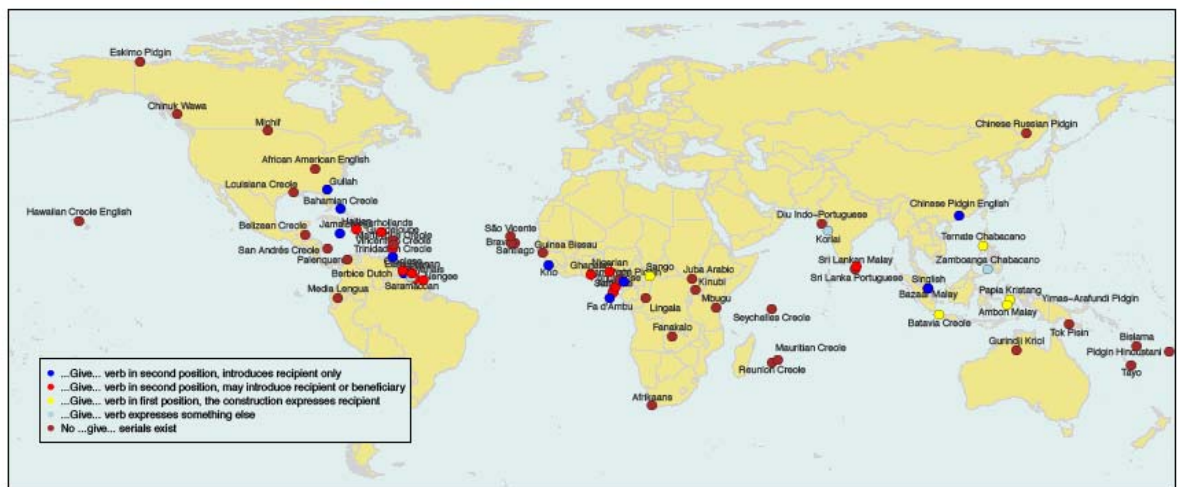 Eskimo Pidgin
Chinuk Wawa
Michif
Chinese Russian Pidgin
African American English
Louisiana Creole
Gullah
Bahamian Creole
Hawaiian Creole English
Chinese Pidgin English
Haitian
Belizean Creole
São Vicente
Diu Indo-Portuguese
Korlai
Ternate Chabacano
San Andrés Creole
Vincentian Creole
Trinidadian Creole
Brava
Santiago
Guinea Bissau
Palenquero
Nigerian
Sango
Juba Arabic
Sri Lankan Malay
Zamboanga Chabacano
Berbice Dutch
Krio
Kinubi
Sri Lanka Portuguese
Singlish
Papia Kristang
Saramaccan
Media Lengua
Fa d'Ambu
Lingala
Mbugu
Bazaar Malay
Yimas-Arafundi Pidgin
Seychelles Creole
Batavia Creole
Ambon Malay
Fanakalo
Tok Pisin
Bislama
Gurindji Kriol
Pidgin Hindustani
Mauritian Creole
Reunion Creole
Tayo
Afrikaans
...Give... verb in second position, introduces recipient only
...Give... verb in second position, may introduce recipient or beneficiary
...Give... verb in first position, the construction expresses recipient
...Give... verb expresses something else
No ...give... serials exist